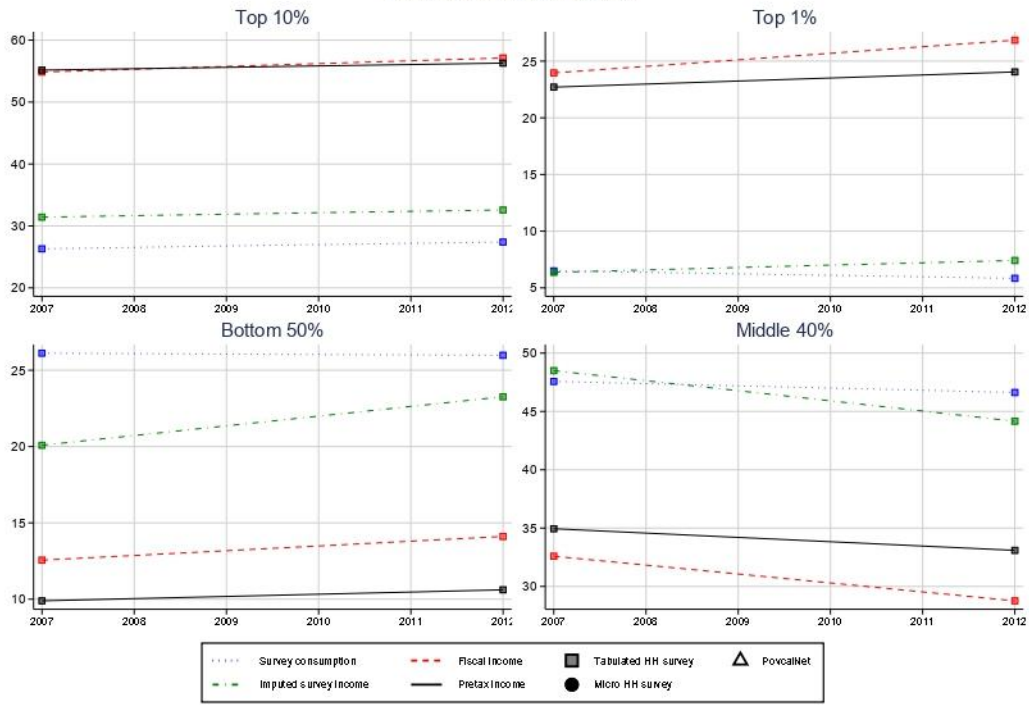 Top 10%
Top 1%
60
50
40
30
20
2007 2008 2009 2010 2011 2012
25
20
15
10
5
2007 2008 2009 2010 2011 2012
Bottom 50%
Middle 40%
25
20
15
10
2007 2008 2009 2010 2011 2012
50
45
40
35
30
2007 2008 2009 2010 2011 2012
Survey consumption Fiscal Income Tabulated HH survey PovcalNet
Imputed survey Income Pretax Income Micro HH survey